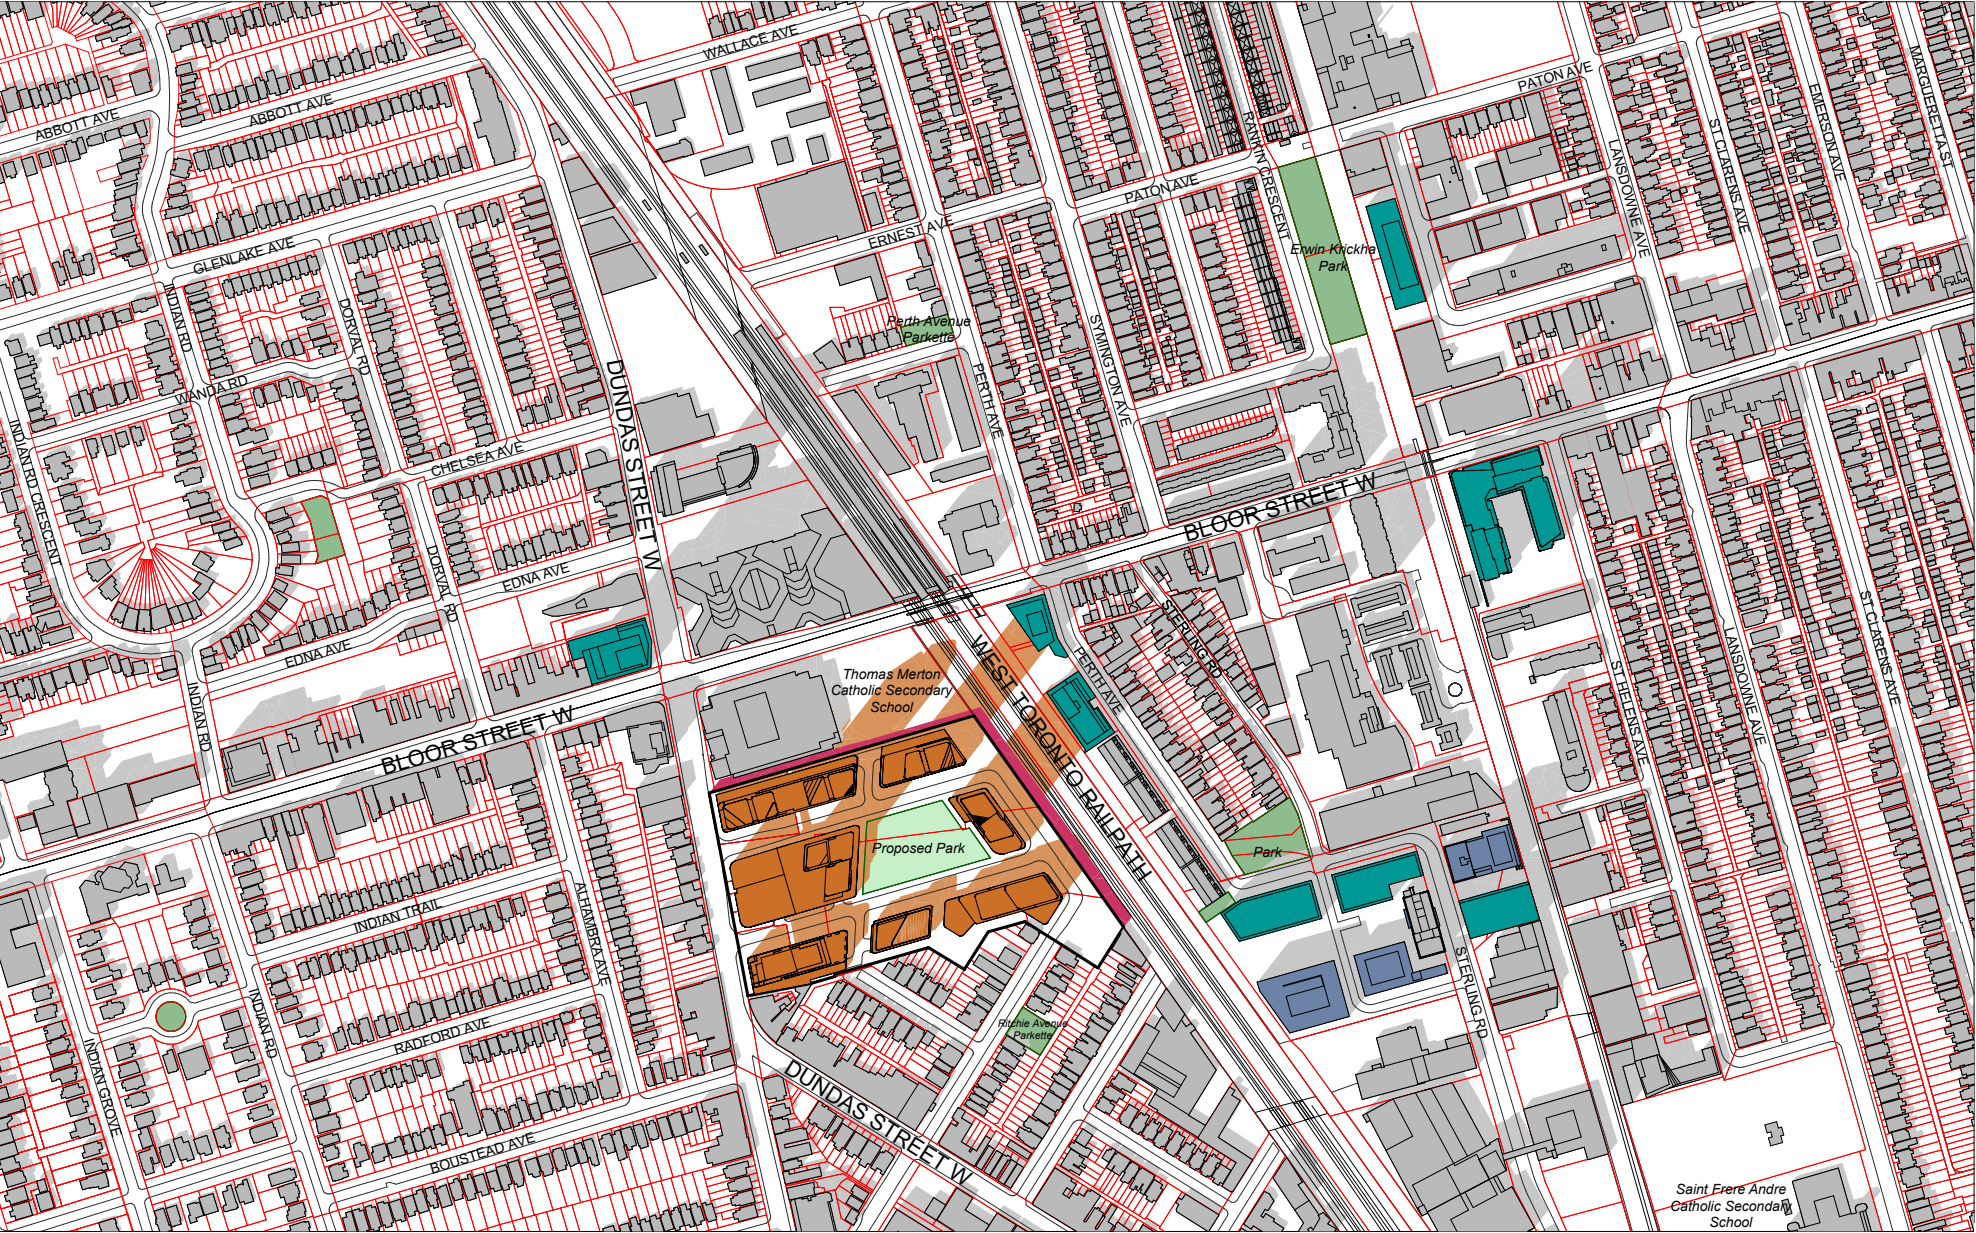 WALLACE AVE
ABBOTT AVE
ABBOTT AVE
PATON AVE
MARGUERETTA ST
EMERSON AVE
ST CLARENS AVE
LANSDOWNE AVE
RANKIN CRESCENT
PATON AVE
ERNEST AVE
GLENLAKE AVE
Erwin Krickha
Park
INDIAN RD
DORVAL RD
Perth Avenue
Parkette
SYMINGTON AVE
PERTH AVE
WANDA RD
DUNDAS STREET W
INDIAN RD CRESCENT
CHELSEA AVE
BLOOR STREET W
DORVAL RD
EDNA AVE
EDNA AVE
STERLING RD
PERTH AVE
WEST TORONTO RAILPATH
Thomas Merton
Catholic Secondary
School
INDIAN RD
BLOOR STREET W
ST HELENS AVE
LANSDOWNE AVE
ST CLARENS AVE
Proposed Park
Park
INDIAN TRAIL
ALHAMBRA AVE
STERLING RD
INDIAN RD
RADFORD AVE
Ritchie Avenue
Parkette
INDIAN GROVE
DUNDAS STREET W
BOUSTEAD AVE
Saint Frere Andre
Catholic Secondary
School